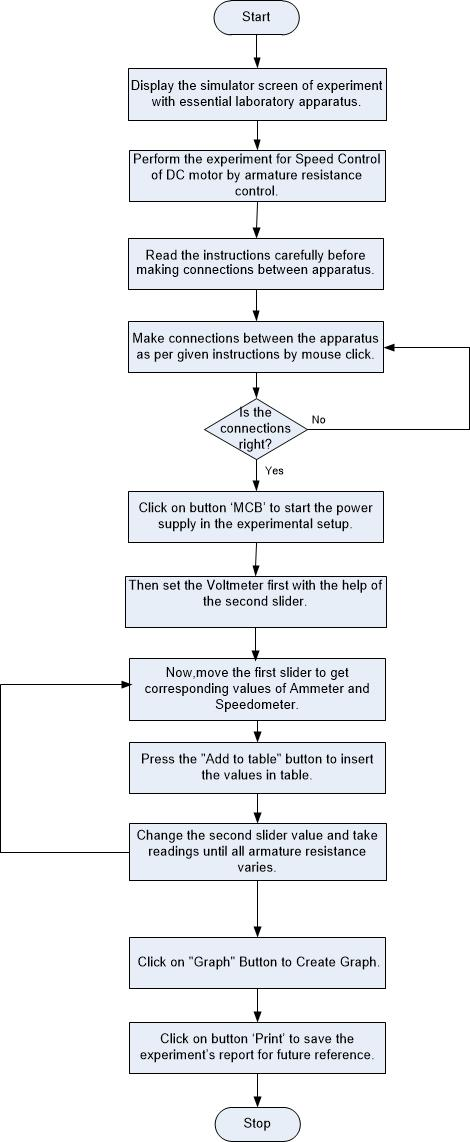 Start
Display the simulator screen of experiment
with essential laboratory apparatus.
Perform the experiment for Speed Control
of DC motor by armature resistance
control.
Read the instructions carefully before
making connections between apparatus.
Make connections between the apparatus
as per given instructions by mouse click.
Is the
connections
right?
No
Yes
Click on button ‘MCB’ to start the power
supply in the experimental setup.
Then set the Voltmeter first with the help of
the second slider.
Now,move the first slider to get
corresponding values of Ammeter and
Speedometer.
Press the "Add to table" button to insert
the values in table.
Change the second slider value and take
readings until all armature resistance
varies.
Click on "Graph" Button to Create Graph.
Click on button ‘Print’ to save the
experiment’s report for future reference.
Stop